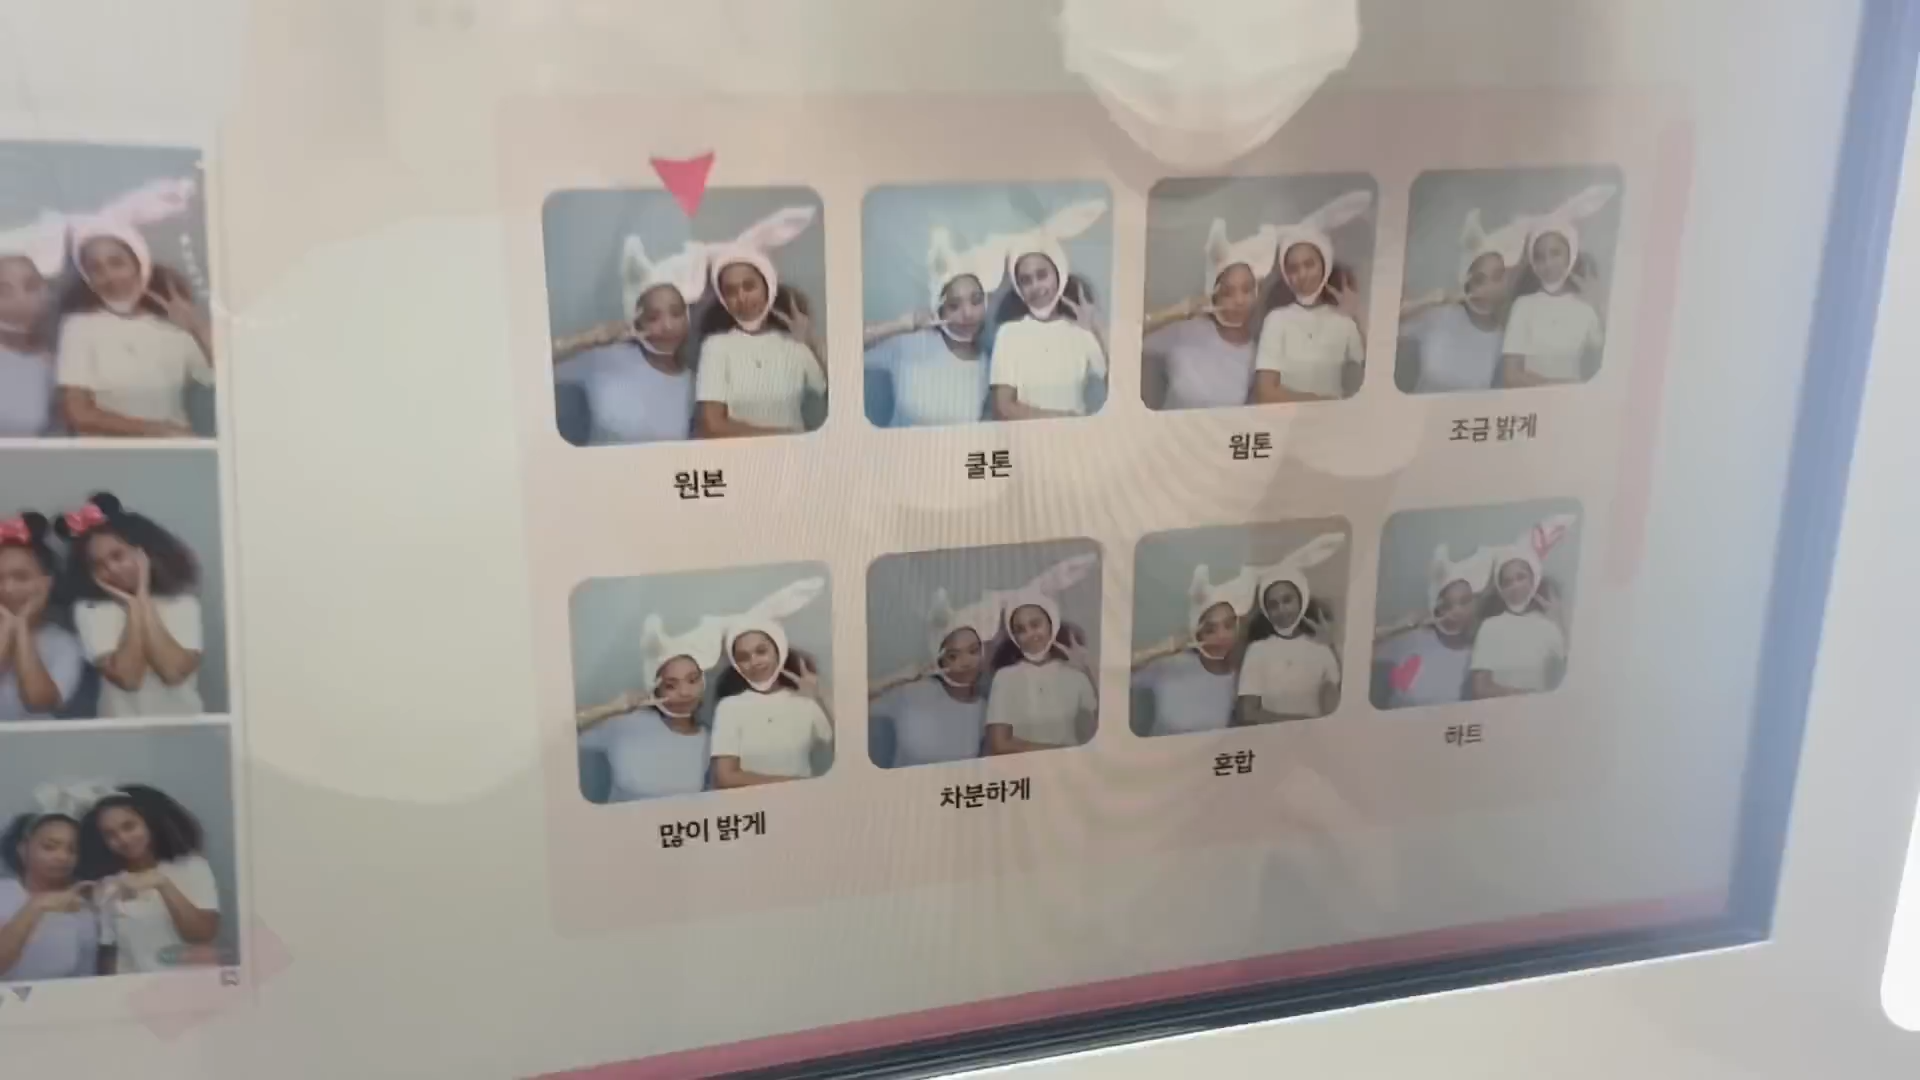 원본
쿨톤
웜톤
조금 밝게
많이 밝게
차분하게
혼합
하트